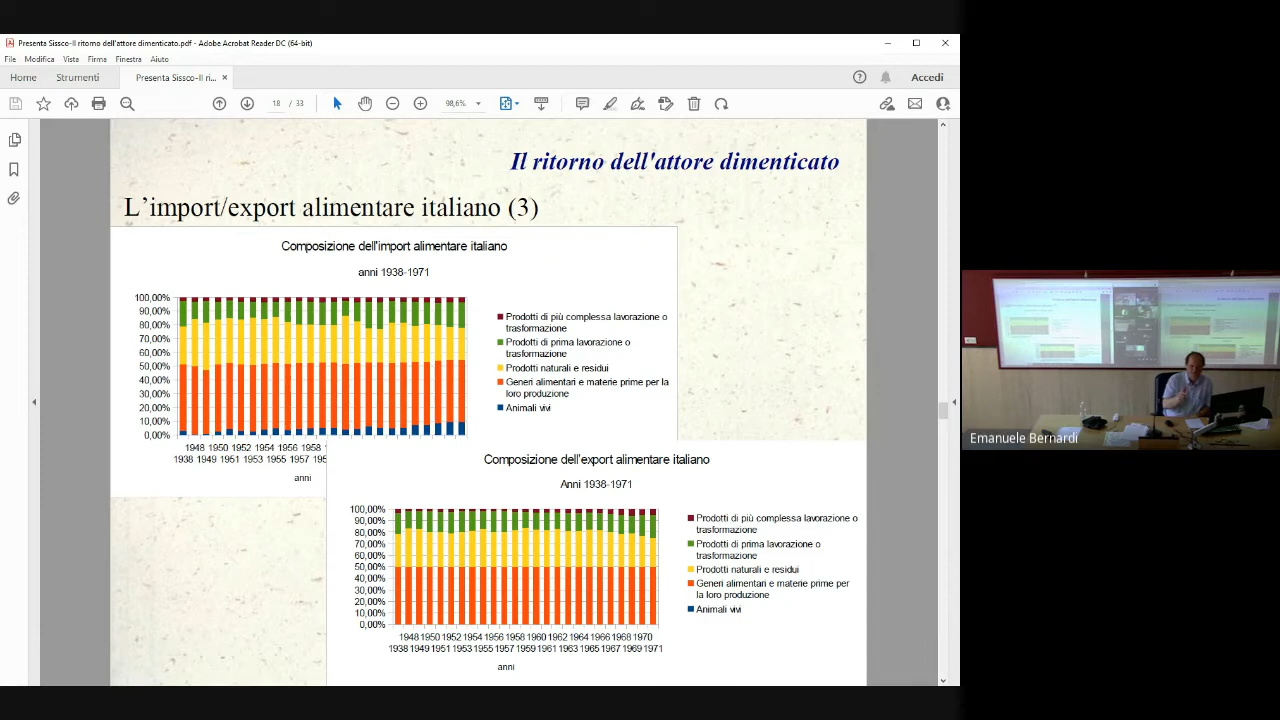 Presenta Sissco-Il ritorno dell'attore dimenticato.pdf - Adobe Acrobat Reader DC (64-bit)
File Modifica Vista Firma Finestra Aiuto
Home Strumenti Presenta Sissco-Il ri... × Accedi
18 / 33 98,6%
Il ritorno dell'attore dimenticato
L’import/export alimentare italiano (3)
Composizione dell'import alimentare italiano
anni 1938-1971
100,00%
90,00%
80,00%
70,00%
60,00%
50,00%
40,00%
30,00%
20,00%
10,00%
0,00%
Prodotti di più complessa lavorazione o
trasformazione
Prodotti di prima lavorazione o
trasformazione
Prodotti naturali e residui
Generi alimentari e materie prime per la
loro produzione
Animali vivi
1948 1950 1952 1954 1956 1958
1938 1949 1951 1953 1955 1957 195
anni
Composizione dell'export alimentare italiano
Anni 1938-1971
100,00%
90,00%
80,00%
70,00%
60,00%
50,00%
40,00%
30,00%
20,00%
10,00%
0,00%
Prodotti di più complessa lavorazione o
trasformazione
Prodotti di prima lavorazione o
trasformazione
Prodotti naturali e residui
Generi alimentari e materie prime per
la loro produzione
Animali vivi
1948 1950 1952 1954 1956 1958 1960 1962 1964 1966 1968 1970
1938 1949 1951 1953 1955 1957 1959 1961 1963 1965 1967 1969 1971
anni
Emanuele Bernardi